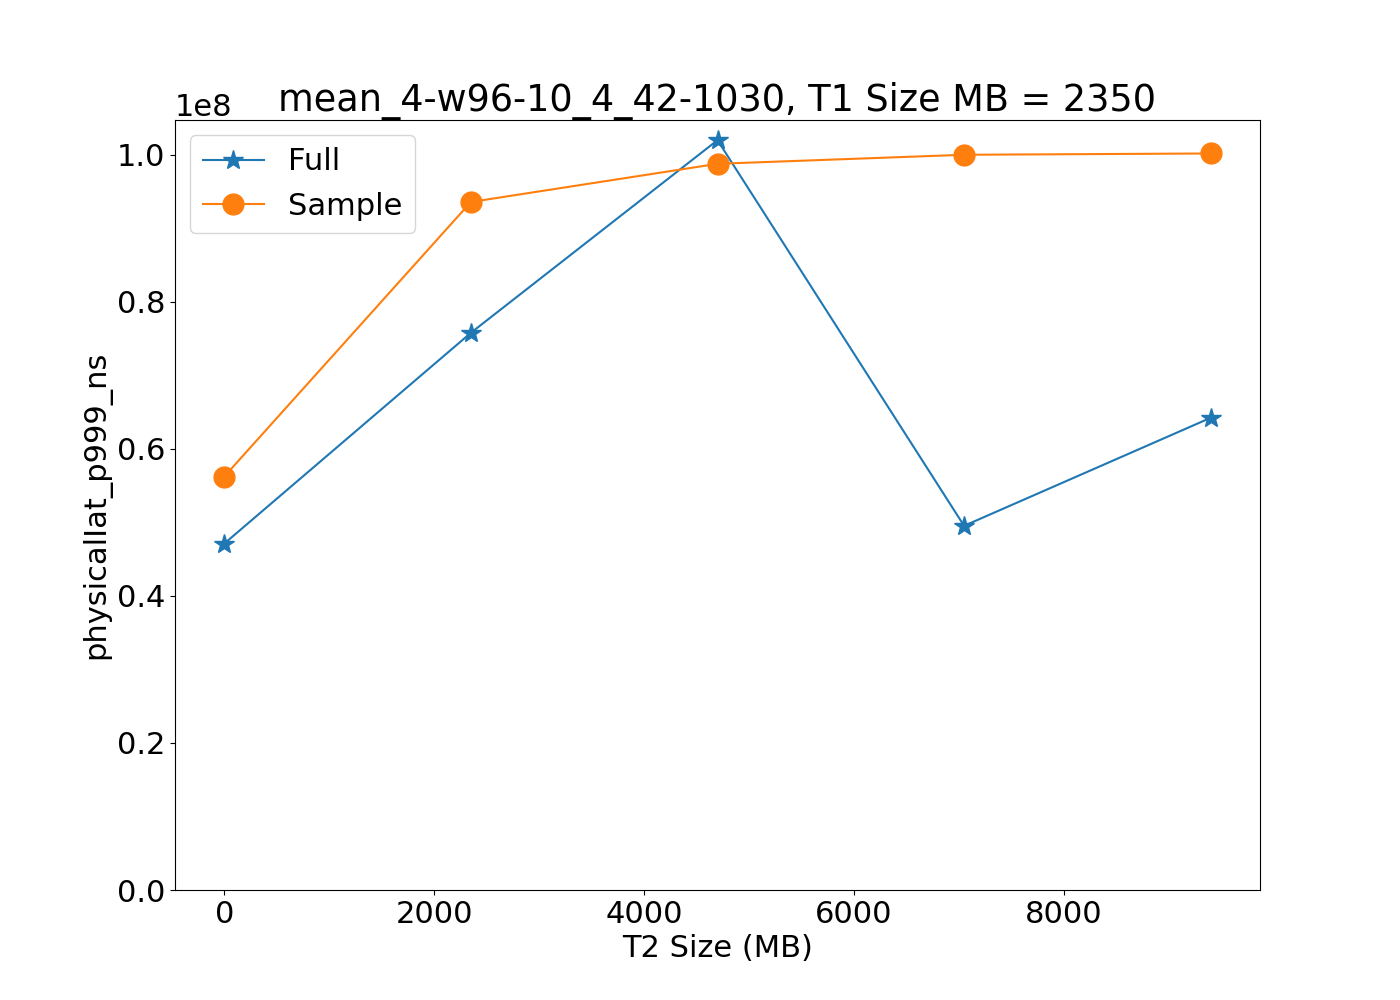 mean_4-w96-10_4_42-1030, T1 Size MB = 2350
1e8
Full
Sample
1.0
0.8
0.6
0.4
0.2
0.0
physicallat_p999_ns
0 2000 4000 6000 8000
T2 Size (MB)